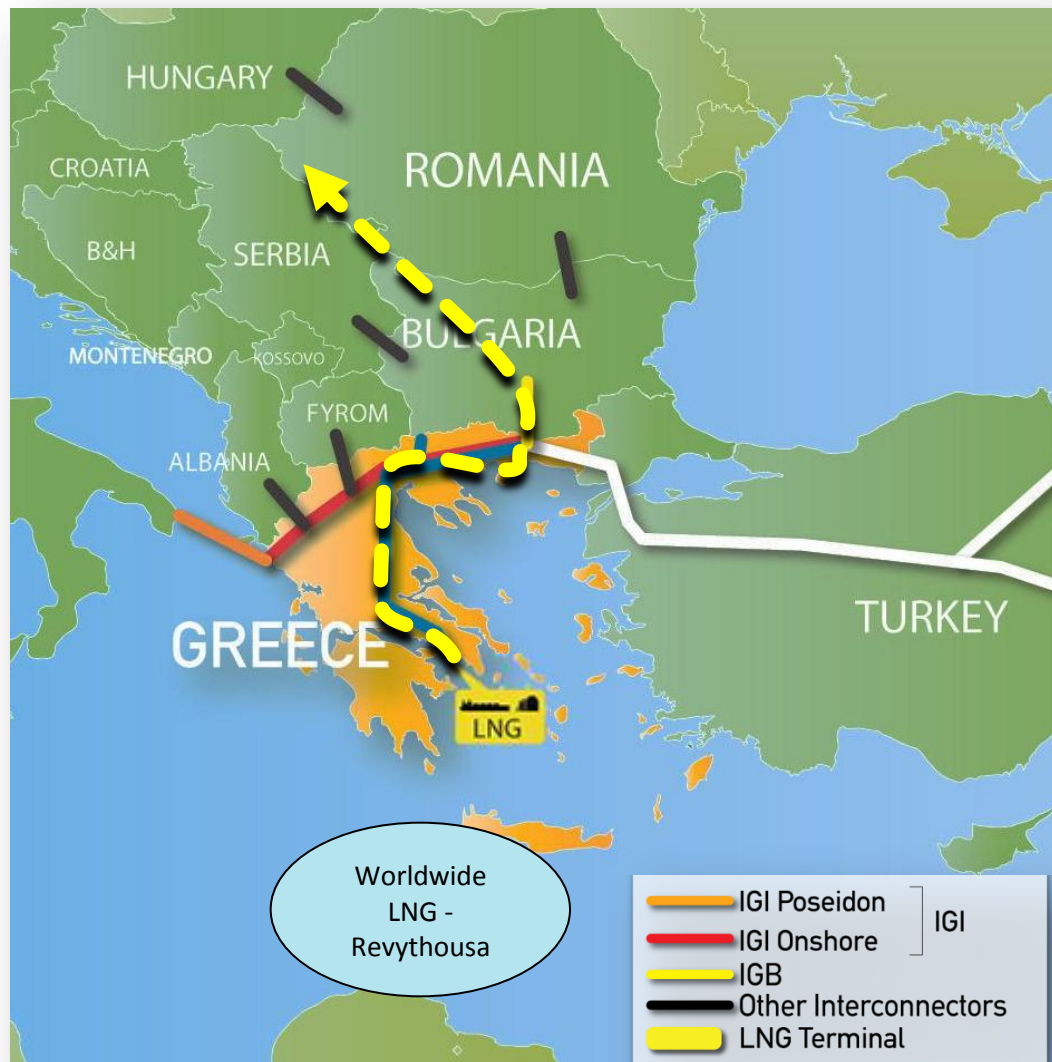 HUNGARY
CROATIA
ROMANIA
B&H
SERBIA
BULGARIA
MONTENEGRO
KOSSOVO
FYROM
ALBANIA
TURKEY
GREECE
LNG
Worldwide
LNG -
Revythousa
IGI Poseidon
IGI
IGI Onshore
IGB
Other Interconnectors
LNG Terminal